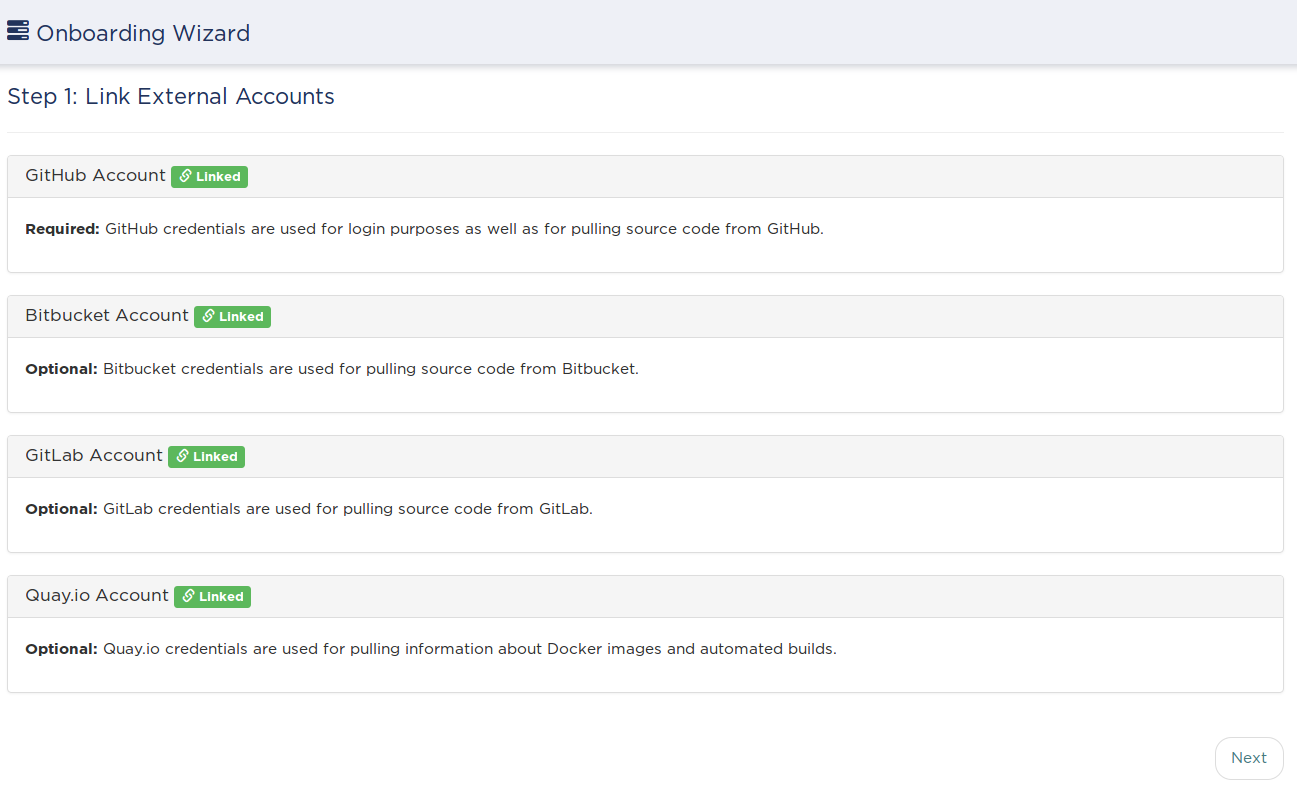 Onboarding Wizard
Step 1: Link External Accounts
GitHub Account Linked
Required: GitHub credentials are used for login purposes as well as for pulling source code from GitHub.
Bitbucket Account Linked
Optional: Bitbucket credentials are used for pulling source code from Bitbucket.
GitLab Account Linked
Optional: GitLab credentials are used for pulling source code from GitLab.
Quay.io Account Linked
Optional: Quay.io credentials are used for pulling information about Docker images and automated builds.
Next